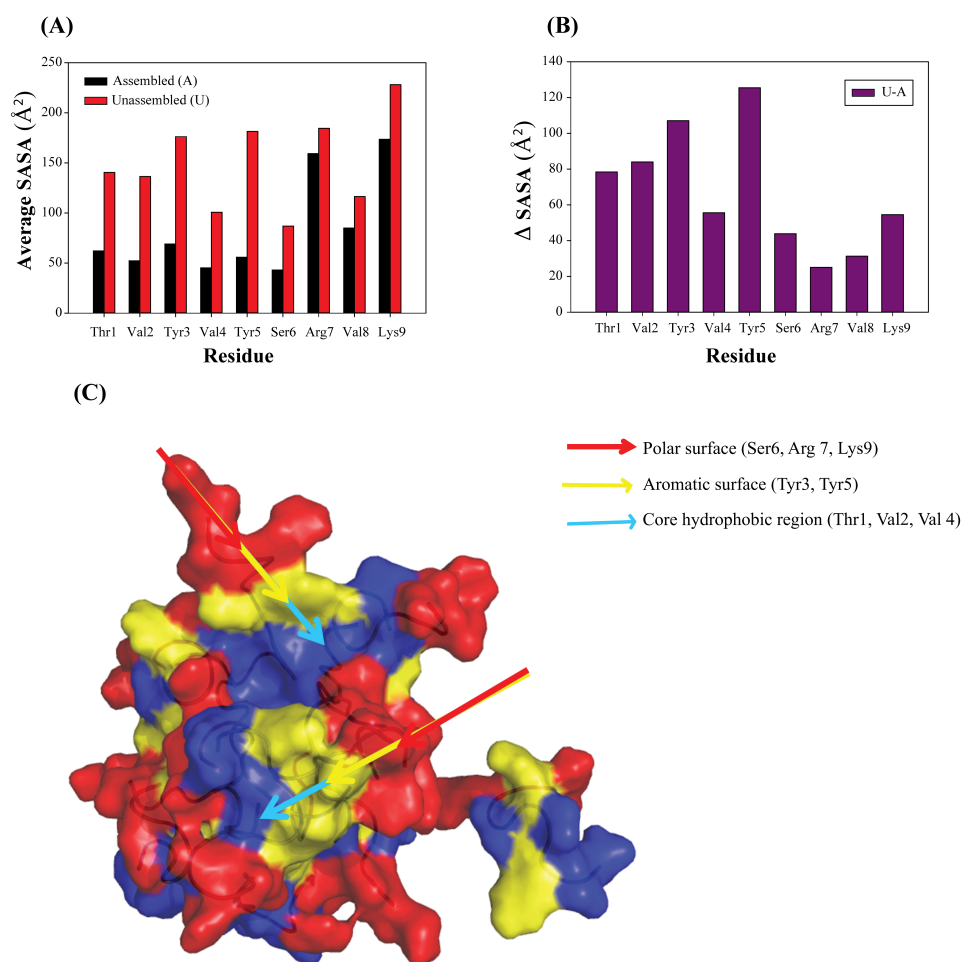 (A)
Average SASA (Å²)
250
200
150
100
50
0
Assembled (A)
Unassembled (U)
Thr1 Val2 Tyr3 Val4 Tyr5 Ser6 Arg7 Val8 Lys9
Residue
(B)
Δ SASA (Å²)
140
120
100
80
60
40
20
0
U-A
Thr1 Val2 Tyr3 Val4 Tyr5 Ser6 Arg7 Val8 Lys9
Residue
(C)
Polar surface (Ser6, Arg 7, Lys9)
Aromatic surface (Tyr3, Tyr5)
Core hydrophobic region (Thr1, Val2, Val 4)